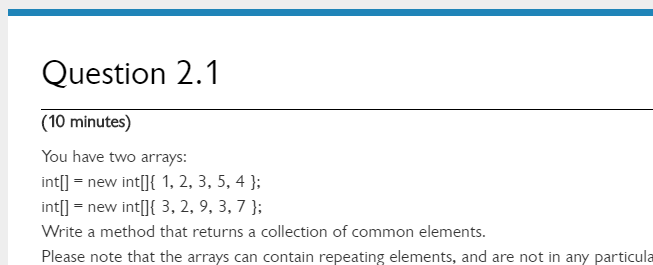 Question 2.1
(10 minutes)
You have two arrays:
int[] = new int[]{ 1, 2, 3, 5, 4 };
int[] = new int[]{ 3, 2, 9, 3, 7 };
Write a method that returns a collection of common elements.
Please note that the arrays can contain repeating elements, and are not in any particula